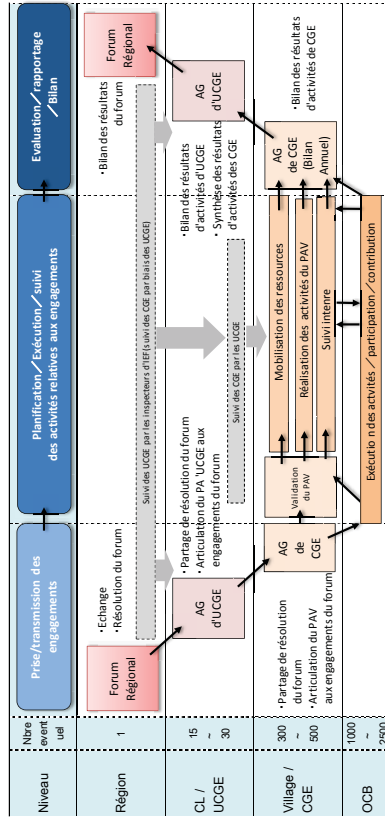 Niveau
Nbre
event
uel
Prise/transmission des
engagements
Planification/Exécution/suivi
des activités relatives aux engagements
Evaluation/rapportage
/Bilan
Région
1
Forum
Régional
・Echange
・Résolution du forum
Suivi des UCGE par les inspecteurs d'IEF (suivi des CGE par biais des UCGE)
・Bilan des résultats
du forum
Forum
Régional
CL /
UCGE
15
~
30
AG
d'UCGE
・Partage de résolution du forum
・Articulation du PA UCGE aux
engagements du forum
Suivi des CGE par les UCGE
・Bilan des résultats
d'activités d'UCGE
・Synthèse des résultats
d'activités des CGE
AG
d'UCGE
Village /
CGE
300
~
500
・Partage de résolution
du forum
・Articulation du PAV
aux engagements du forum
AG
de
CGE
Validation
du PAV
Mobilisation des ressources
Réalisation des activités du PAV
Suivi intenre
AG
de CGE
(Bilan
Annuel)
・Bilan des résultats
d'activités de CGE
OCB
1000
~
2500
Exécution des actvités / participation / contribution